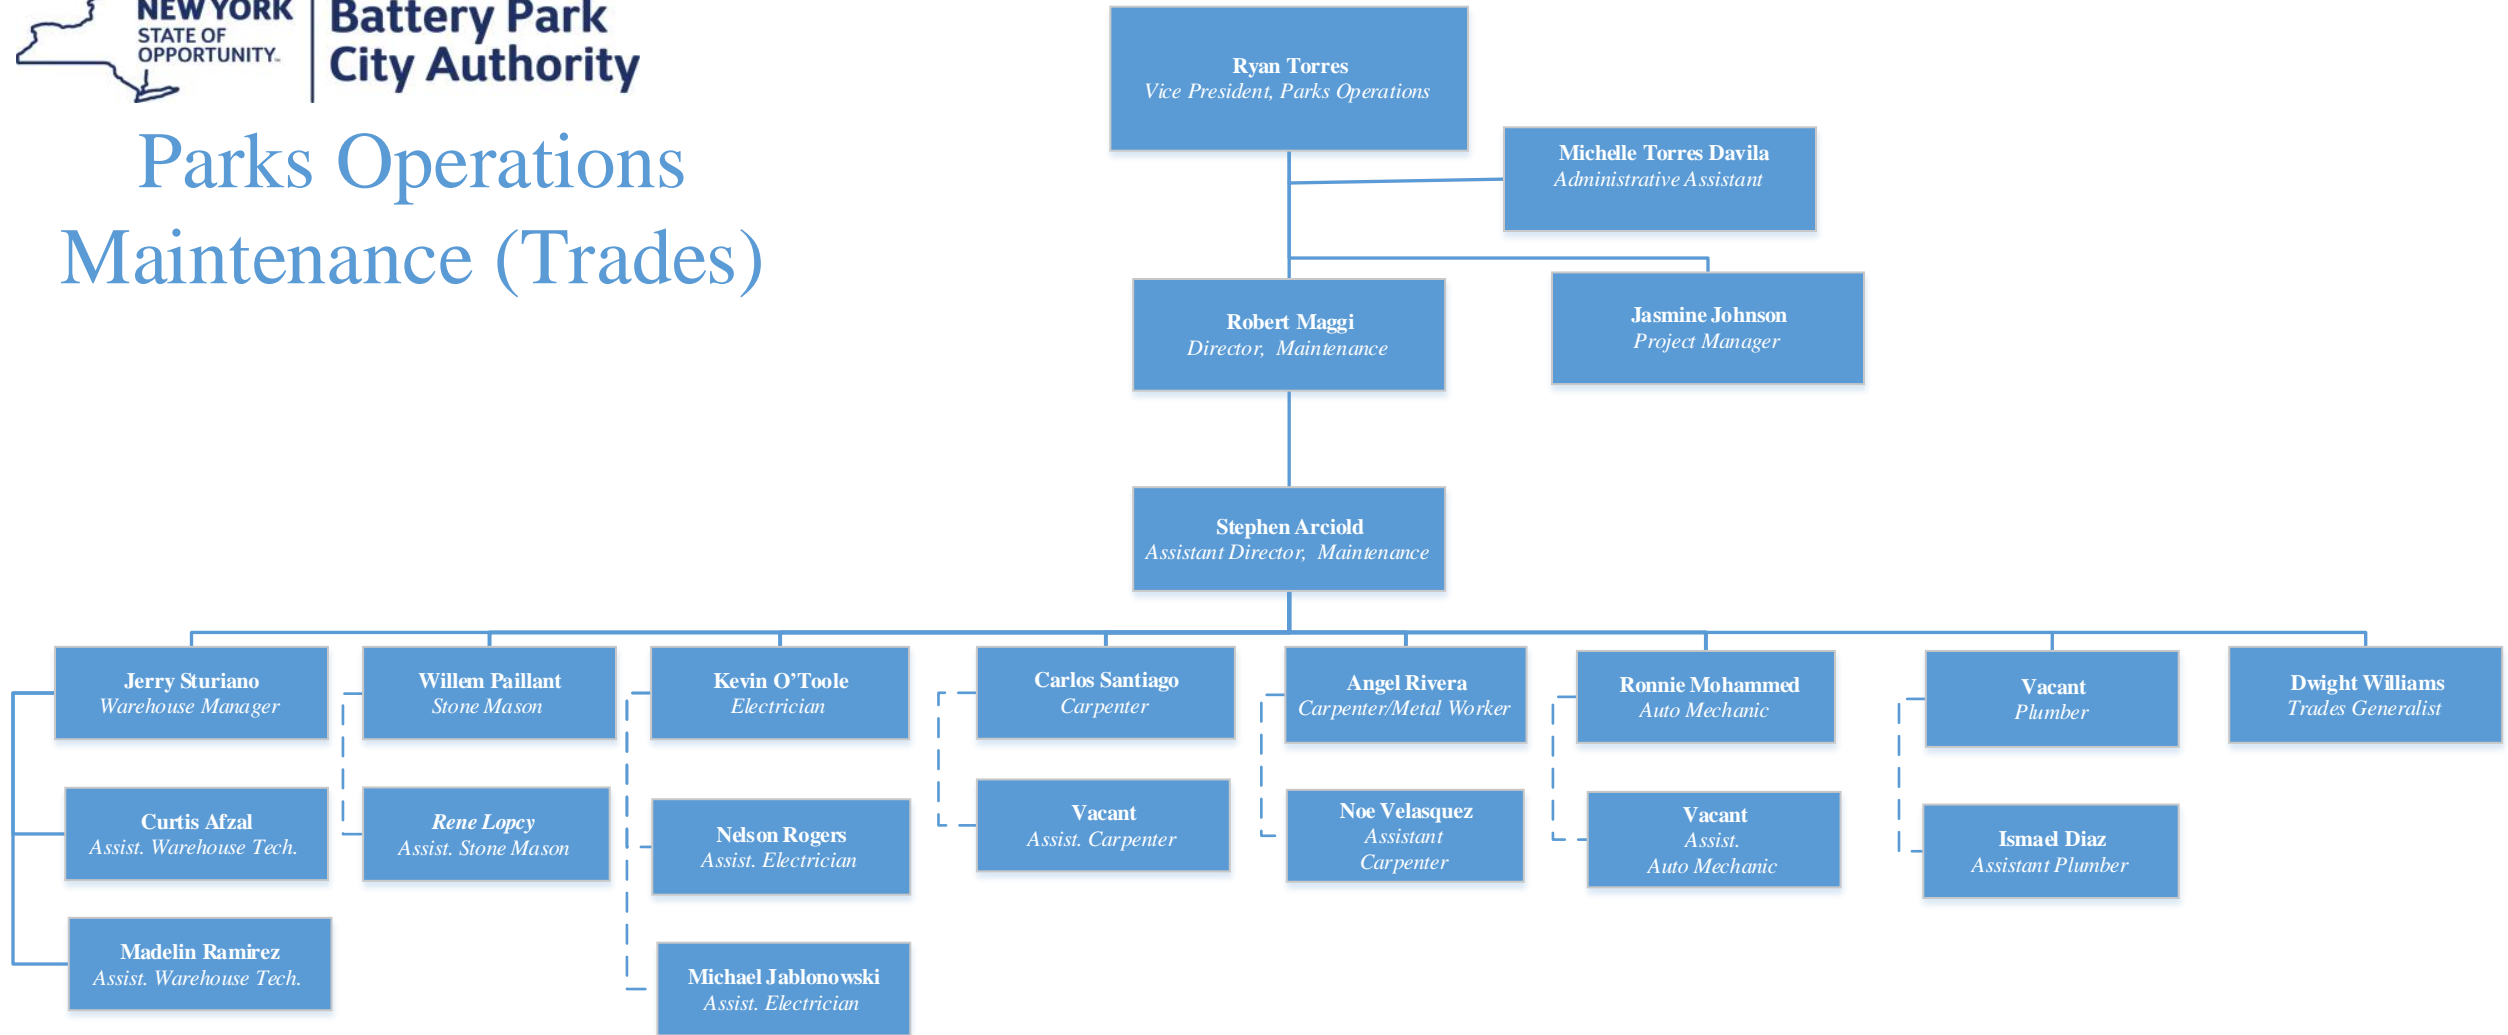 NEW YORK
STATE OF
OPPORTUNITY™
Battery Park
City Authority
Parks Operations
Maintenance (Trades)
Ryan Torres
Vice President, Parks Operations
Michelle Torres Davila
Administrative Assistant
Robert Maggi
Director, Maintenance
Jasmine Johnson
Project Manager
Stephen Arciold
Assistant Director, Maintenance
Jerry Sturiano
Warehouse Manager
Willem Paillant
Stone Mason
Kevin O’Toole
Electrician
Carlos Santiago
Carpenter
Angel Rivera
Carpenter/Metal Worker
Ronnie Mohammed
Auto Mechanic
Vacant
Plumber
Dwight Williams
Trades Generalist
Curtis Afzal
Assist. Warehouse Tech.
Rene Lopcy
Assist. Stone Mason
Nelson Rogers
Assist. Electrician
Vacant
Assist. Carpenter
Noe Velasquez
Assistant
Carpenter
Vacant
Assist.
Auto Mechanic
Ismael Diaz
Assistant Plumber
Madelin Ramirez
Assist. Warehouse Tech.
Michael Jablonowski
Assist. Electrician